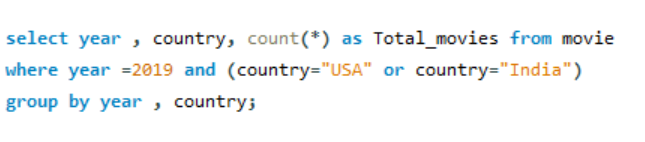 select year , country, count(*) as Total_movies from movie
where year =2019 and (country="USA" or country="India")
group by year , country;